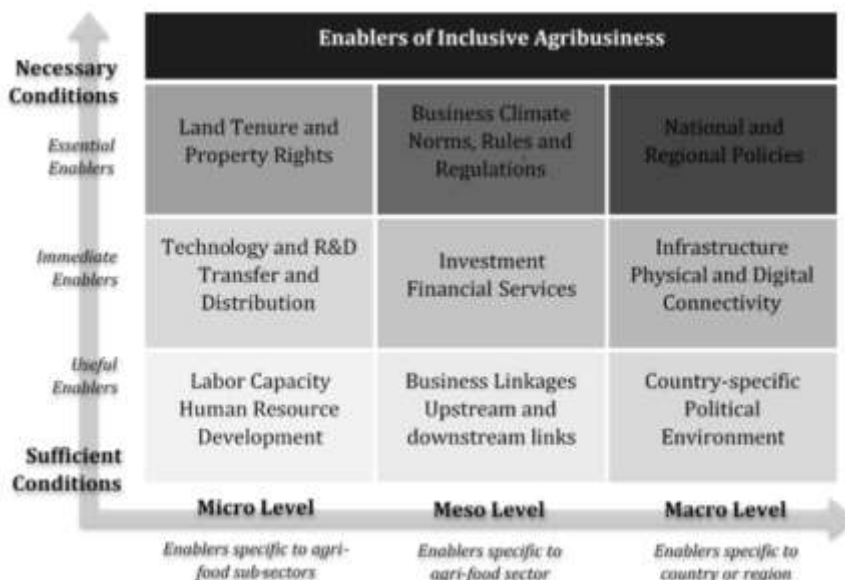 Enablers of Inclusive Agribusiness
Necessary
Conditions
Essential
Enablers
Land Tenure and
Property Rights
Business Climate
Norms, Rules and
Regulations
National and
Regional Policies
Immediate
Enablers
Technology and R&D
Transfer and
Distribution
Investment
Financial Services
Infrastructure
Physical and Digital
Connectivity
Useful
Enablers
Labor Capacity
Human Resource
Development
Business Linkages
Upstream and
downstream links
Country-specific
Political
Environment
Sufficient
Conditions
Micro Level
Meso Level
Macro Level
Enablers specific to agri-
food sub-sectors
Enablers specific to
agri-food sector
Enablers specific to
country or region